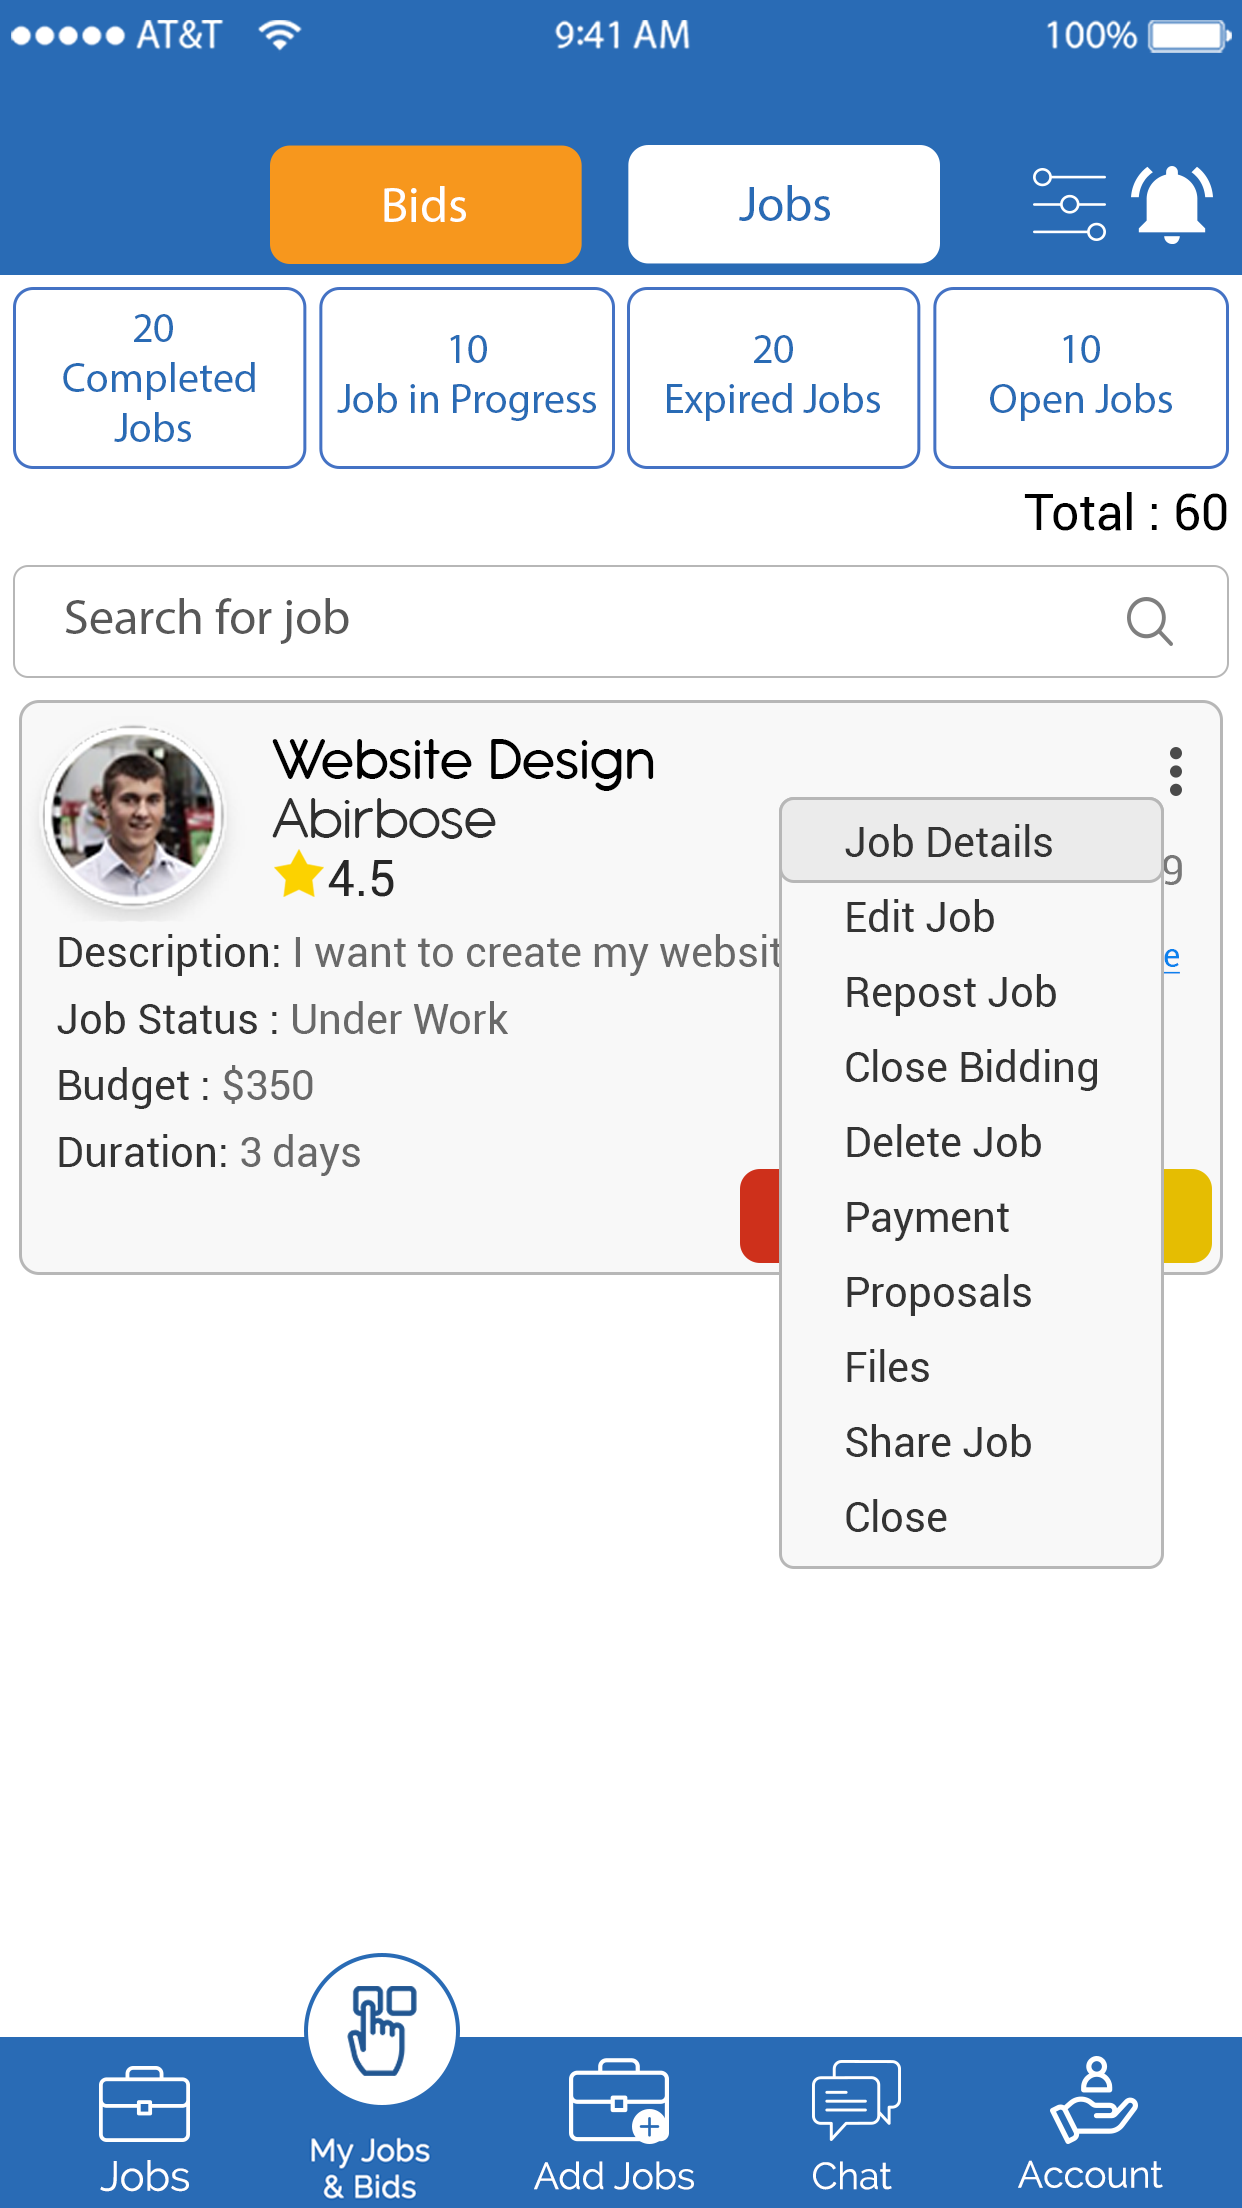 AT&T 9:41 AM 100%
Bids Jobs
20
Completed
Jobs
10
Job in Progress
20
Expired Jobs
10
Open Jobs
Total : 60
Search for job
Website Design
Abirbose
4.5
9
Description: I want to create my websit
e
Job Status : Under Work
Budget : $350
Duration: 3 days
Job Details
Edit Job
Repost Job
Close Bidding
Delete Job
Payment
Proposals
Files
Share Job
Close
Jobs
My Jobs
& Bids
Add Jobs
Chat
Account